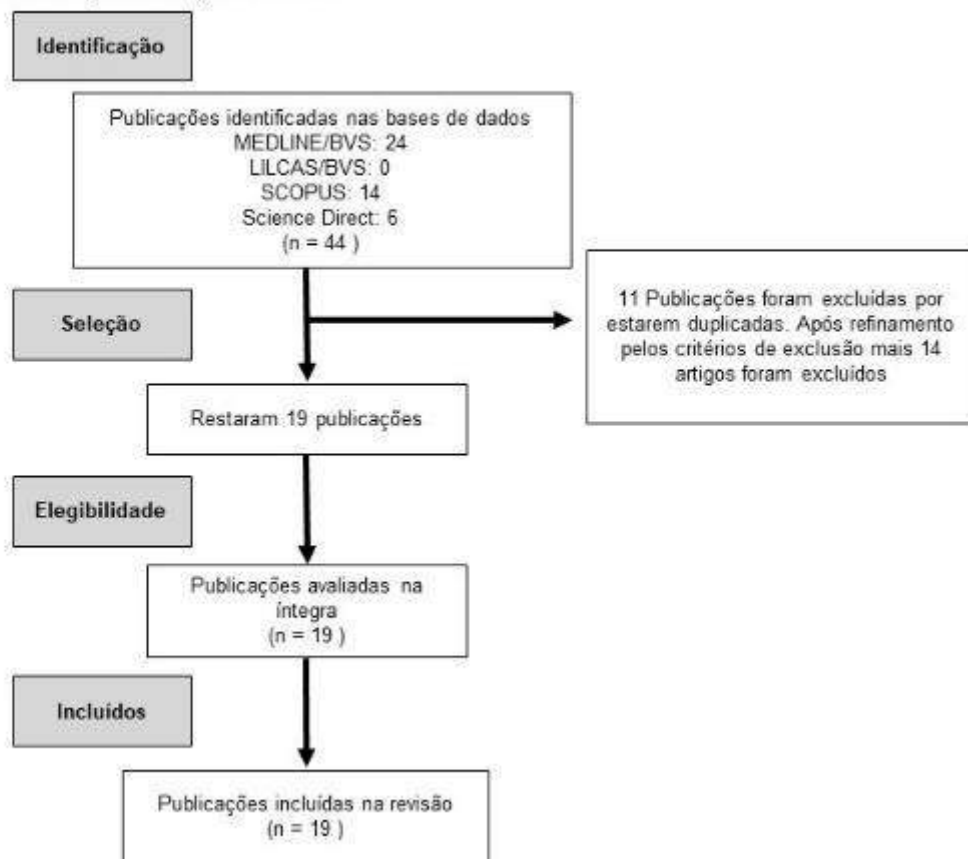 Identificação
Publicações identificadas nas bases de dados
MEDLINE/BVS: 24
LILCAS/BVS: 0
SCOPUS: 14
Science Direct: 6
(n = 44 )
Seleção
11 Publicações foram excluidas por
estarem duplicadas. Após refinamento
pelos critérios de exclusão mais 14
artigos foram excluídos
Restaram 19 publicações
Elegibilidade
Publicações avaliadas na
íntegra
(n = 19 )
Incluídos
Publicações incluidas na revisão
(n = 19 )